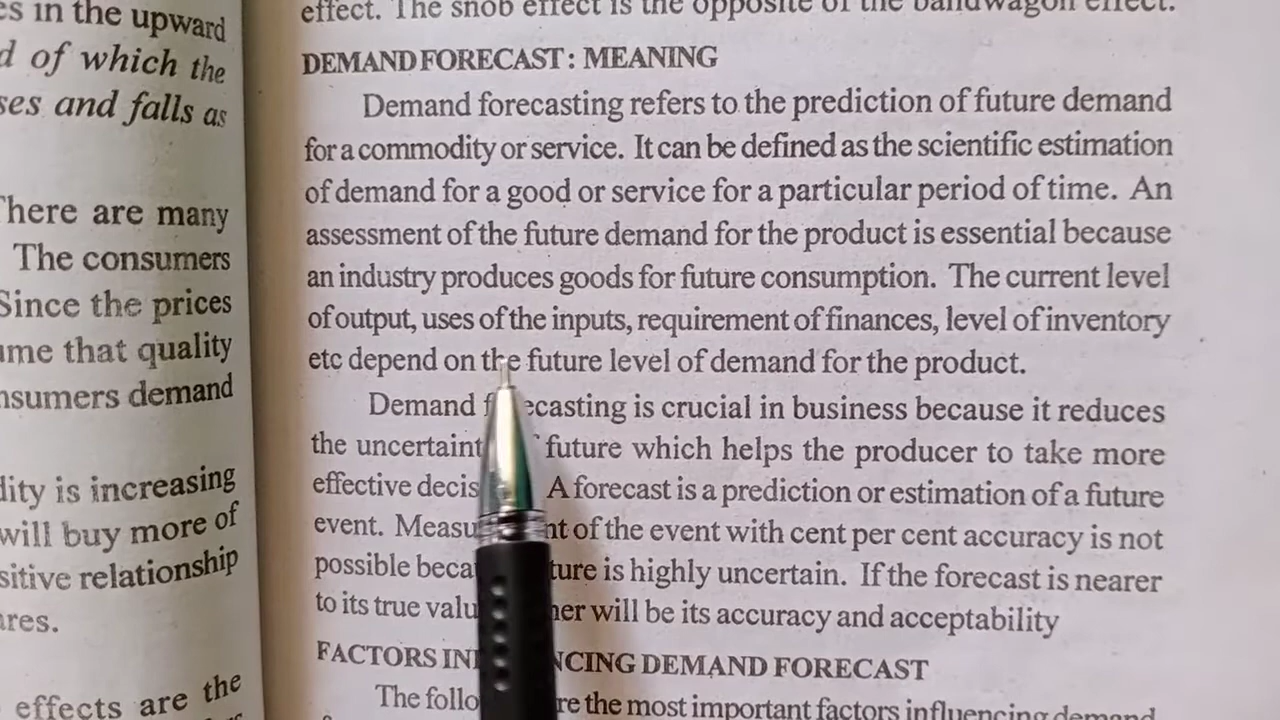 es in the upward
d of which the
ses and falls as
There are many
The consumers
Since the prices
ume that quality
nsumers demand
dity is increasing
will buy more of
sitive relationship
ares.
effects are the
effect. The snob effect is the opposite of the bandwagon effect.
DEMAND FORECAST : MEANING
Demand forecasting refers to the prediction of future demand
for a commodity or service. It can be defined as the scientific estimation
of demand for a good or service for a particular period of time. An
assessment of the future demand for the product is essential because
an industry produces goods for future consumption. The current level
of output, uses of the inputs, requirement of finances, level of inventory
etc depend on the future level of demand for the product.
Demand f ecasting is crucial in business because it reduces
the uncertaint future which helps the producer to take more
effective decis A forecast is a prediction or estimation of a future
event. Measu nt of the event with cent per cent accuracy is not
possible beca ture is highly uncertain. If the forecast is nearer
to its true valu her will be its accuracy and acceptability
FACTORS IN NCING DEMAND FORECAST
The follo re the most important factors influencing demand